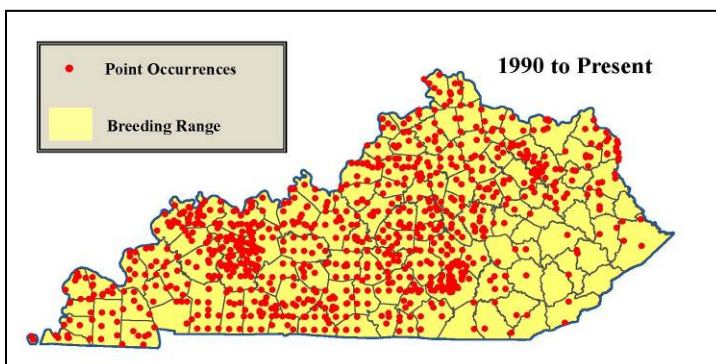 1990 to Present
Point Occurrences
Breeding Range